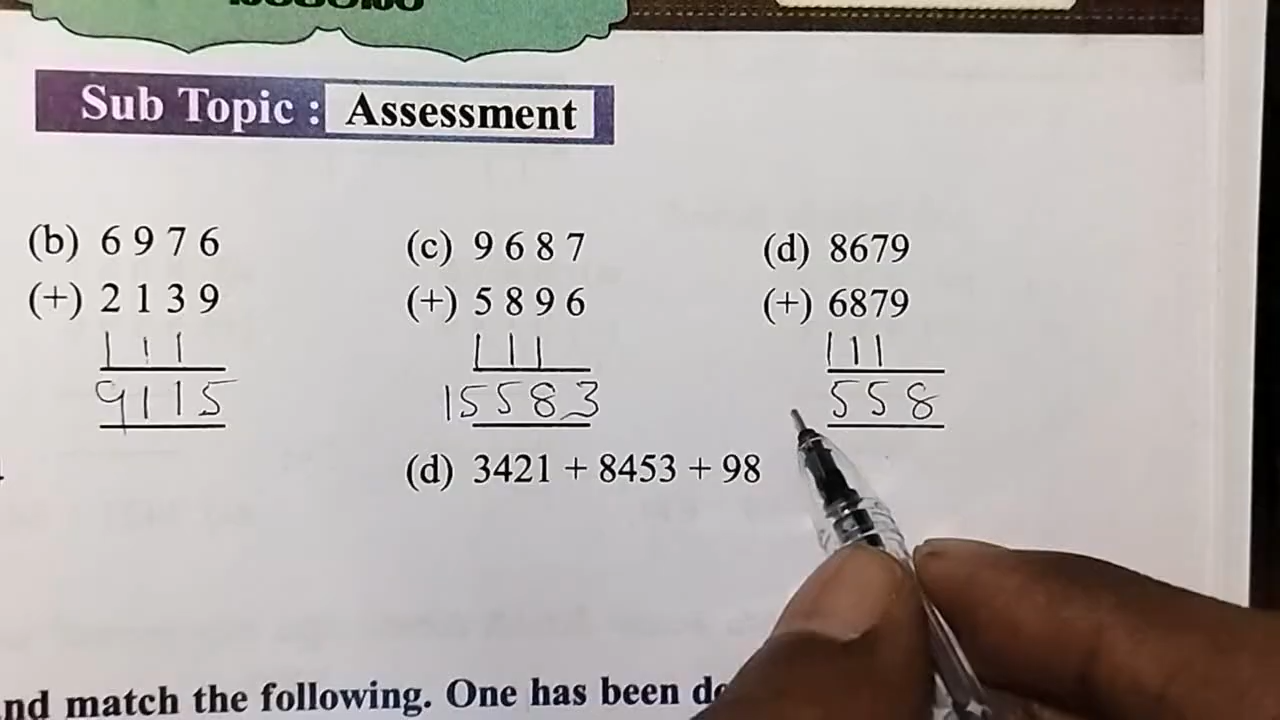 Sub Topic : Assessment
(b) 6 9 7 6
(+) 2 1 3 9
1 1 1
9 1 1 5
(c) 9 6 8 7
(+) 5 8 9 6
1 1 1
1 5 5 8 3
(d) 8679
(+) 6879
1 1 1
5 5 8
(d) 3421 + 8453 + 98
nd match the following. One has been